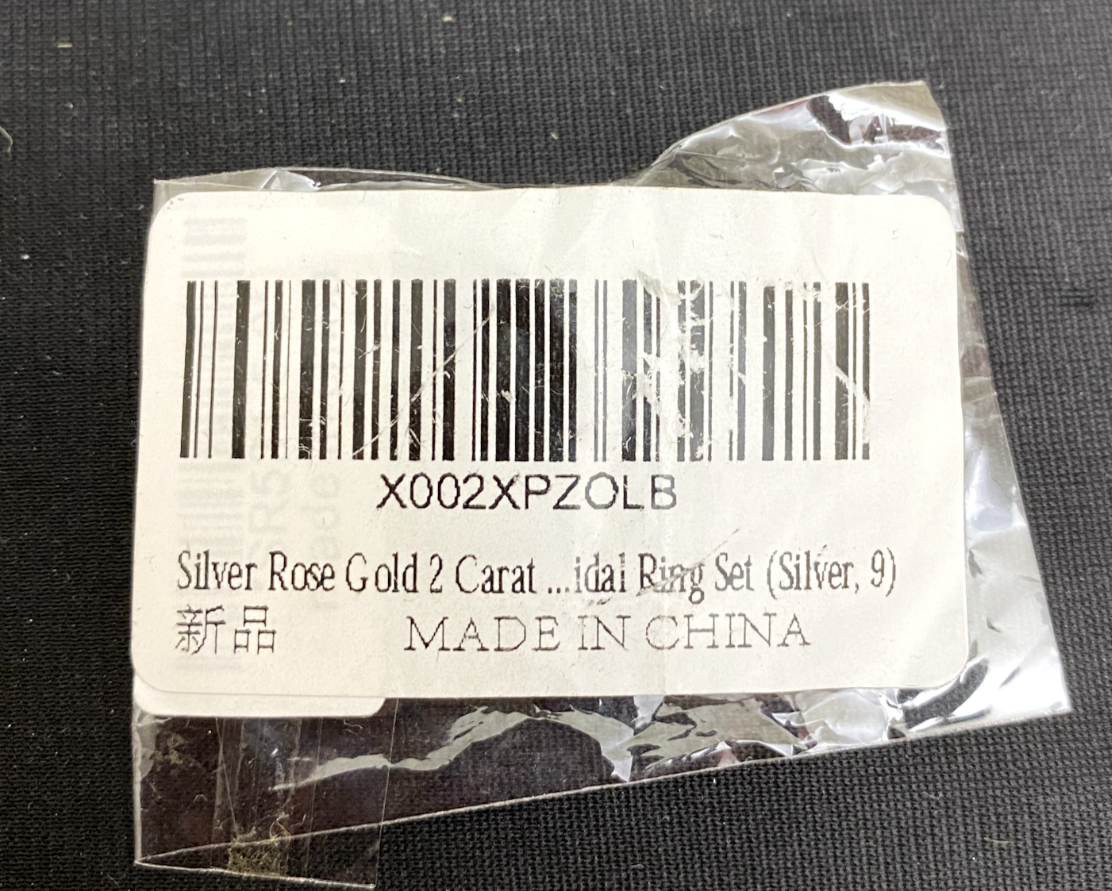 X002XPZOLB
Silver Rose Gold 2 Carat ...idal Ring Set (Silver, 9)
新品 MADE IN CHINA